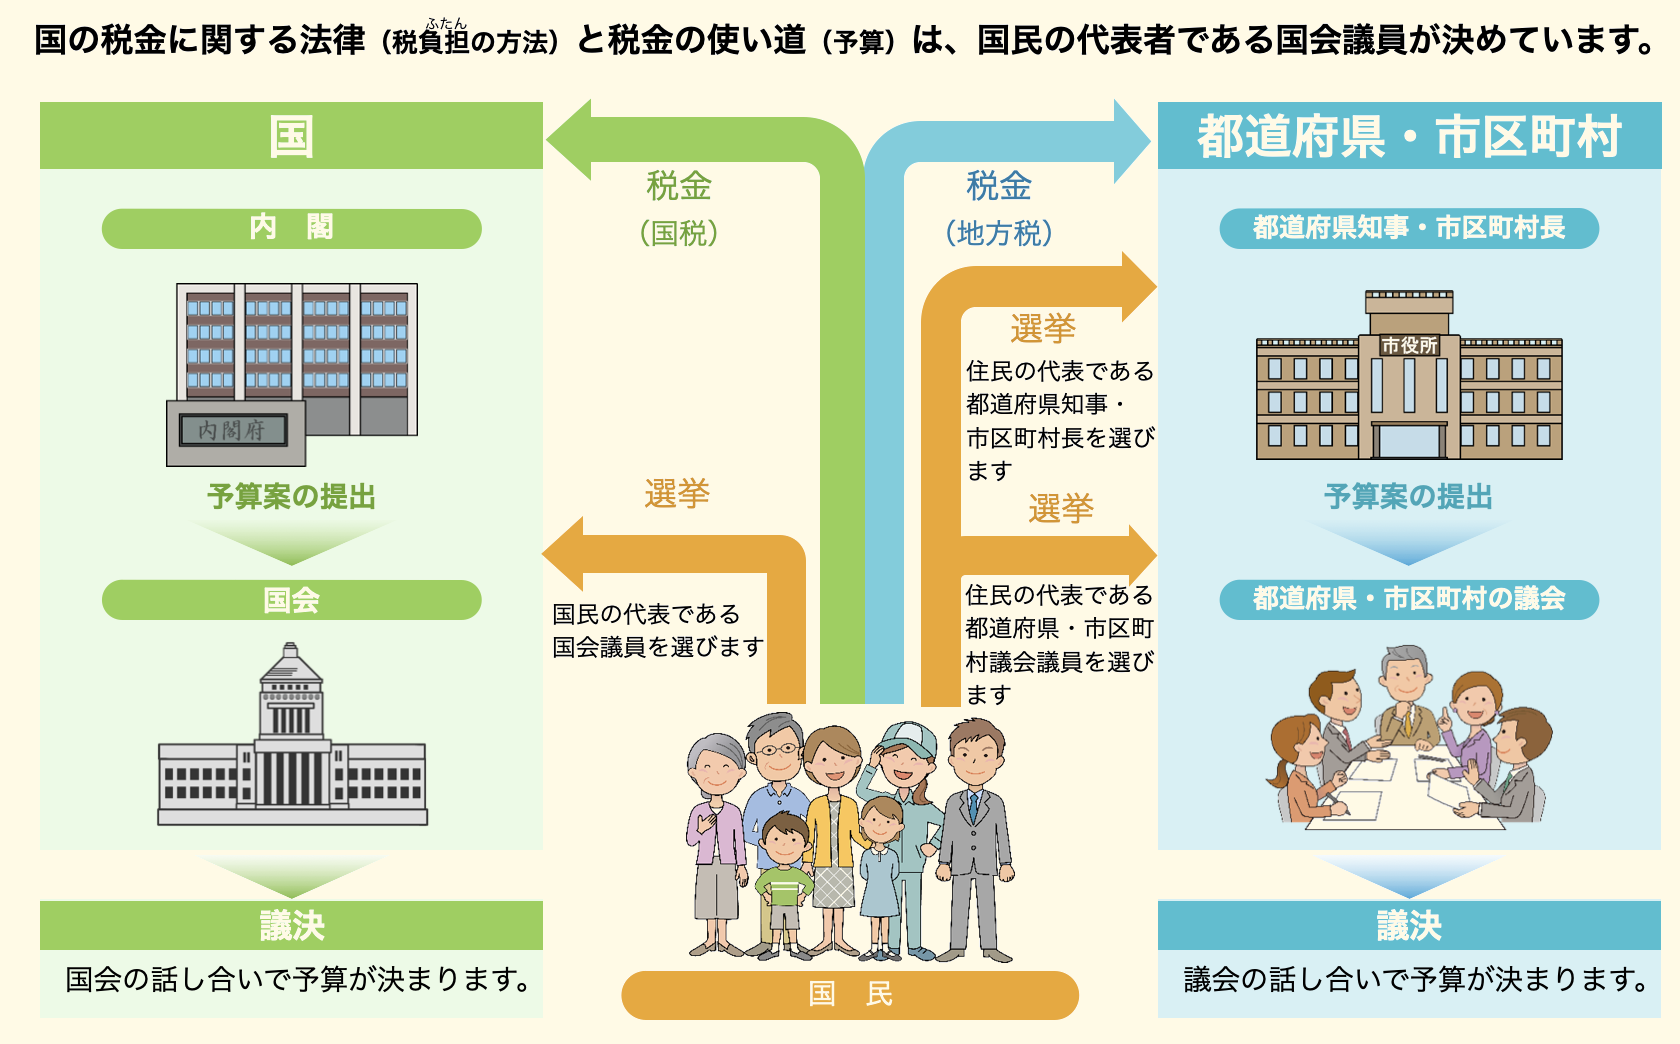 ふたん
国の税金に関する法律（税負担の方法）と税金の使い道（予算）は、国民の代表者である国会議員が決めています。
国
内　閣
内閣府
予算案の提出
国会
議決
国会の話し合いで予算が決まります。
税金
（国税）
選挙
国民の代表である
国会議員を選びます
税金
（地方税）
選挙
住民の代表である
都道府県知事・
市区町村長を選び
ます
選挙
住民の代表である
都道府県・市区町
村議会議員を選び
ます
国　民
都道府県・市区町村
都道府県知事・市区町村長
市役所
予算案の提出
都道府県・市区町村の議会
議決
議会の話し合いで予算が決まります。